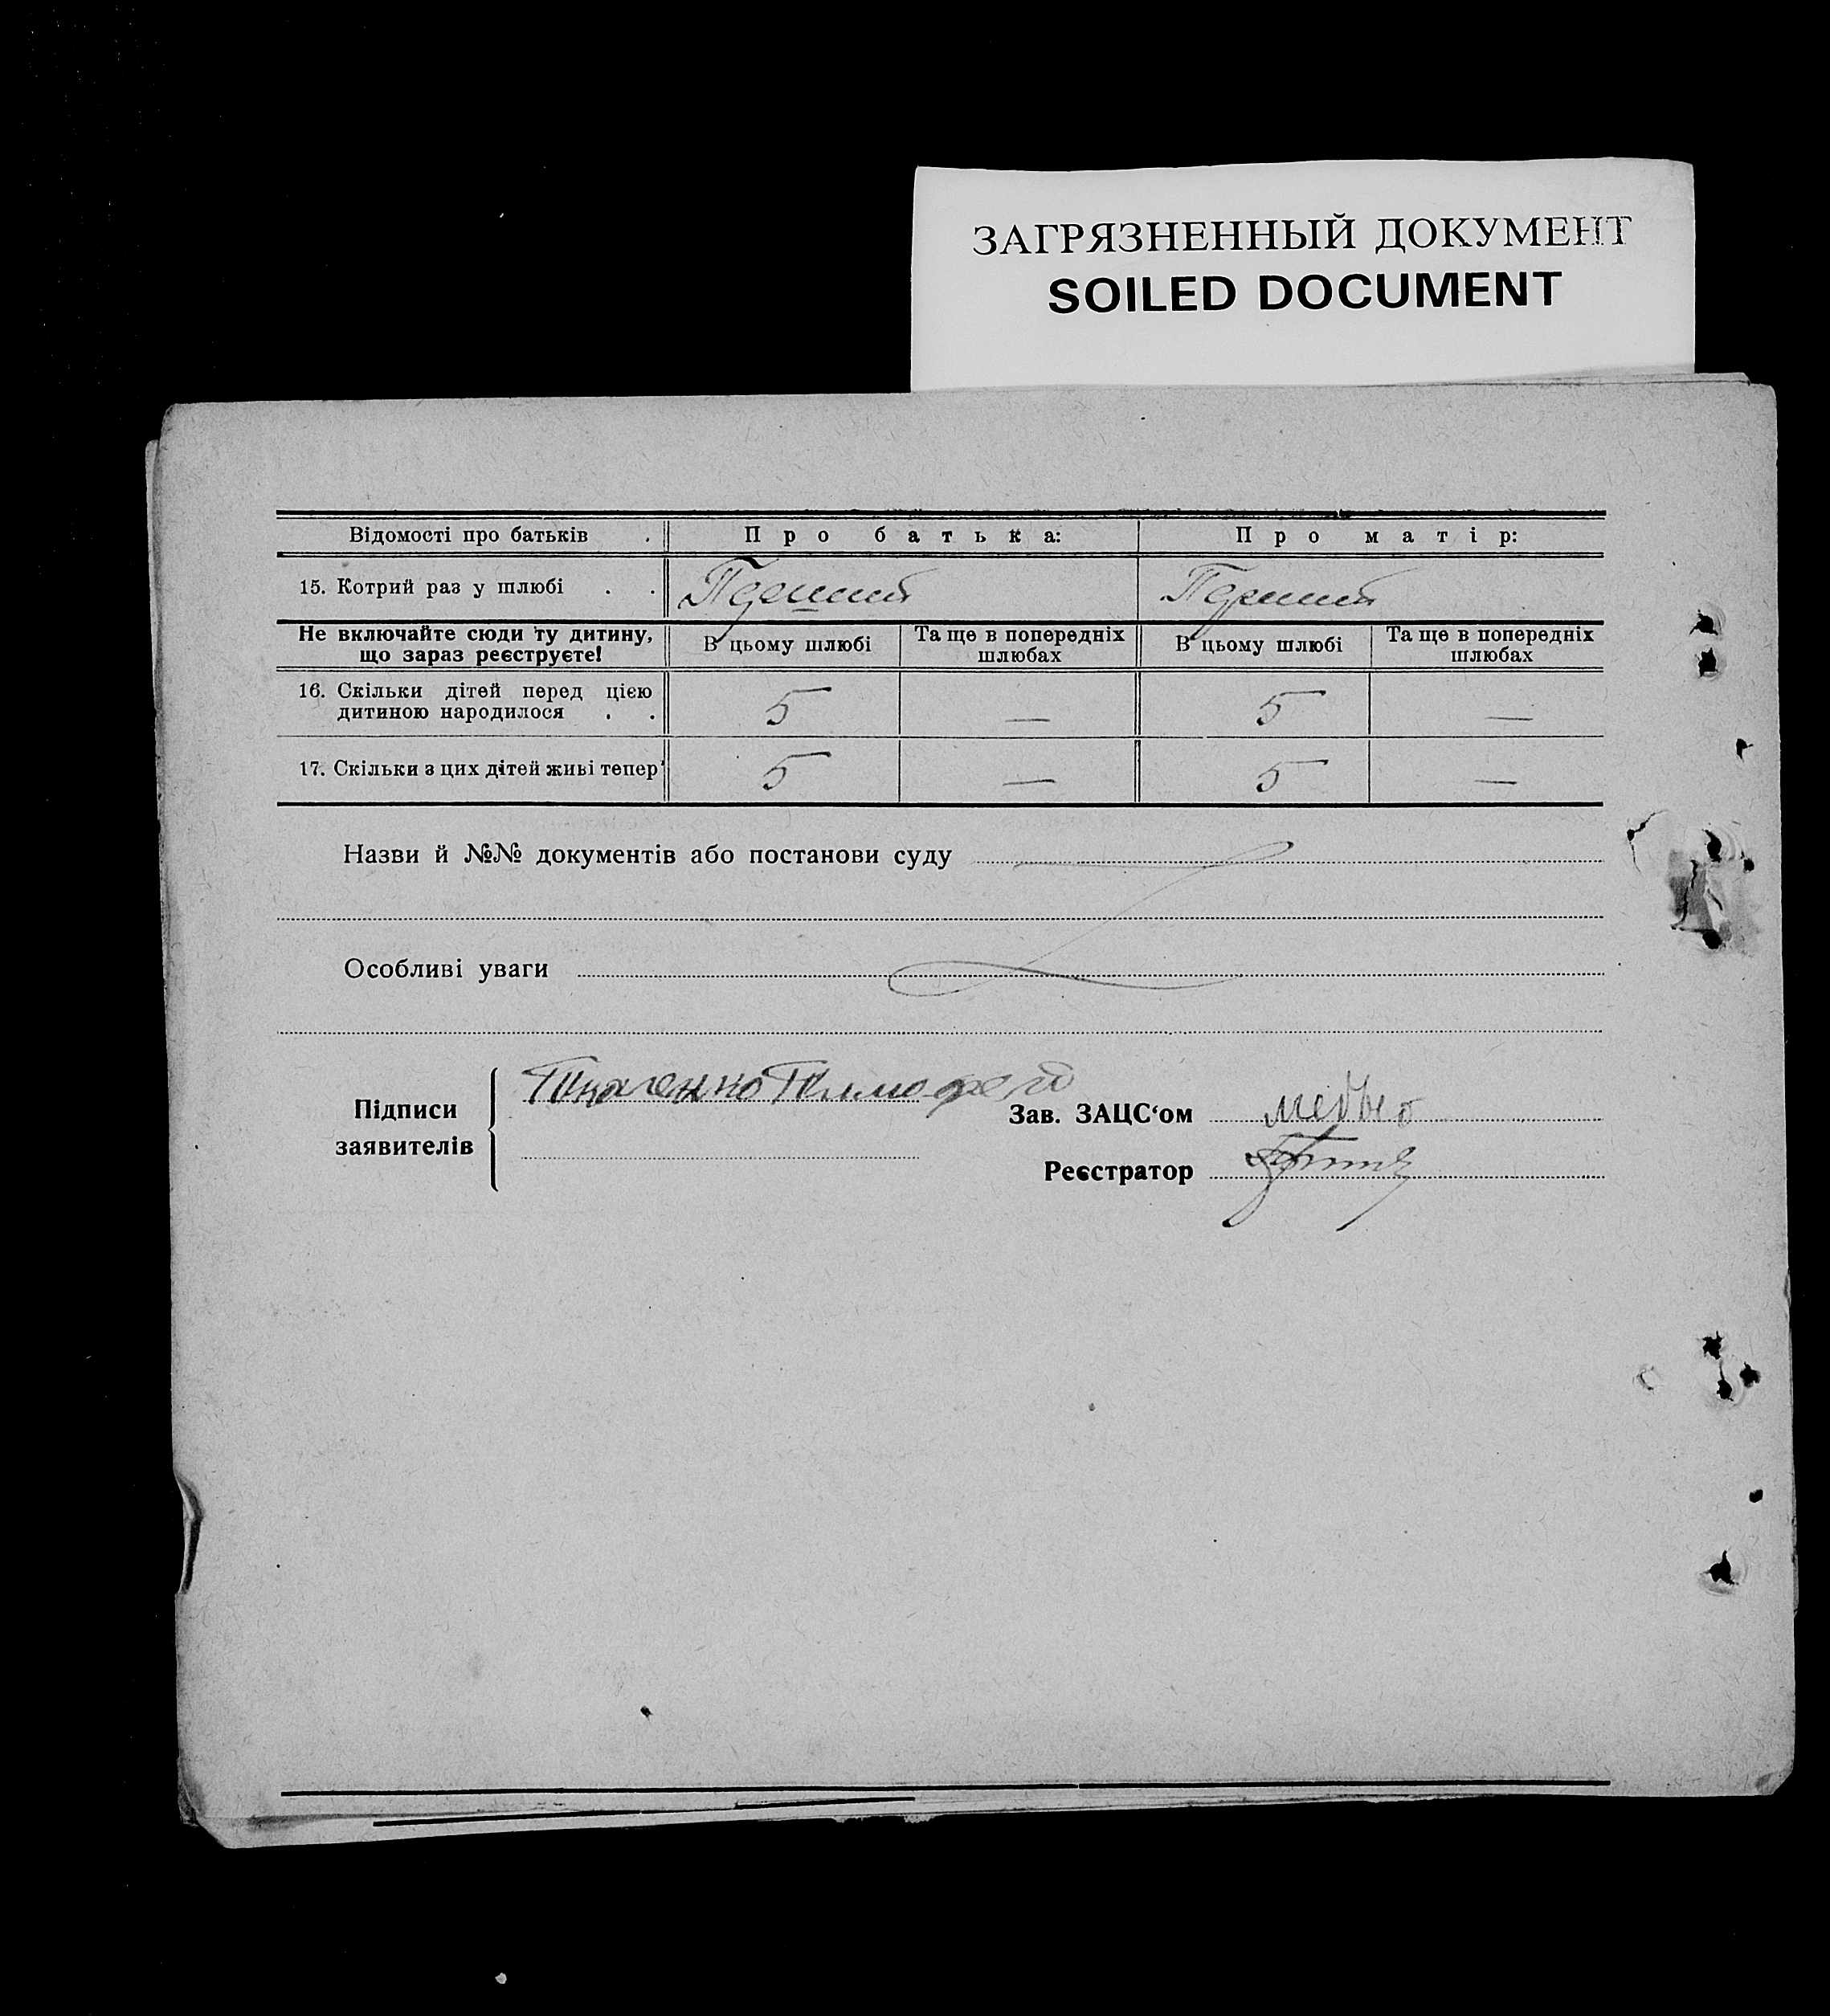 ЗАГРЯЗНЕННЫЙ ДОКУМЕНТ
SOILED DOCUMENT
Відомості про батьків . Про батька: Про матір:
15. Котрий раз у шлюбі . . Перший Перший
Не включайте сюди ту дитину, що зараз реєструєте! В цьому шлюбі Та ще в попередніх шлюбах В цьому шлюбі Та ще в попередніх шлюбах
16. Скільки дітей перед цією дитиною народилося . . 5 — 5 —
17. Скільки з цих дітей живі тепер 5 — 5 —
Назви й №№ документів або постанови суду
Особливі уваги
Підписи заявителів Ткаченко Тимофей
Зав. ЗАЦС‘ом
Реєстратор